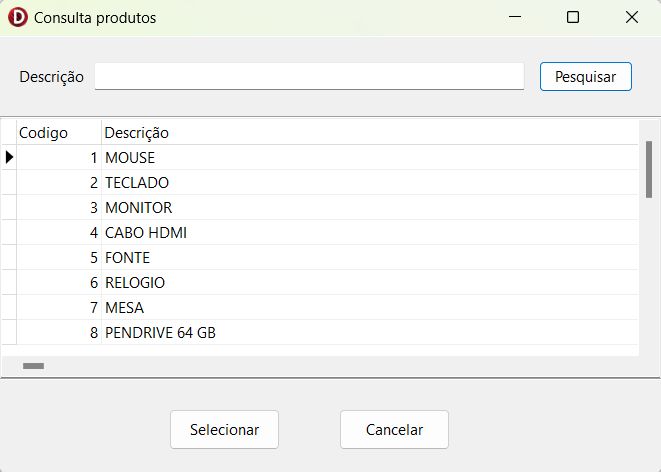 D Consulta produtos
Descrição Pesquisar
Codigo Descrição
1 MOUSE
2 TECLADO
3 MONITOR
4 CABO HDMI
5 FONTE
6 RELOGIO
7 MESA
8 PENDRIVE 64 GB
Selecionar Cancelar